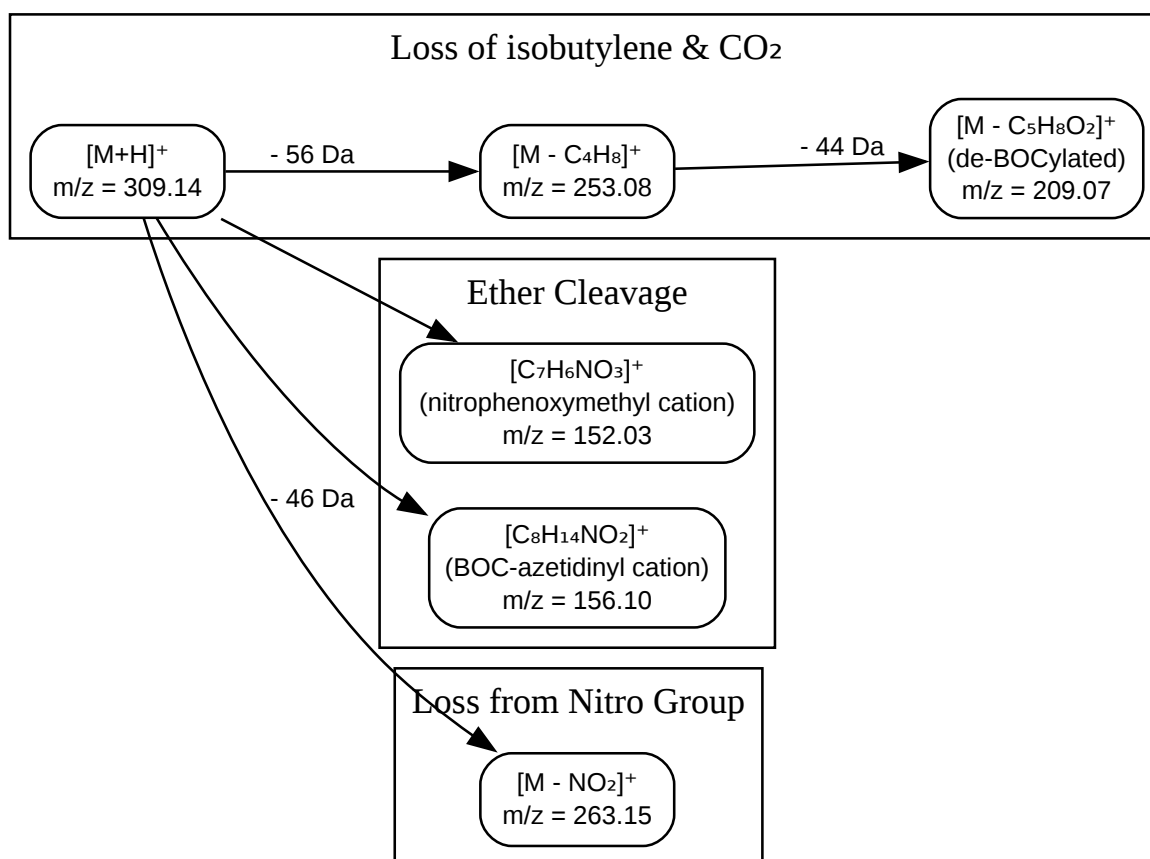 Loss of isobutylene & CO₂
[M+H]⁺
m/z = 309.14
- 56 Da
[M - C₄H₈]⁺
m/z = 253.08
- 44 Da
[M - C₅H₈O₂]⁺
(de-BOCylated)
m/z = 209.07
Ether Cleavage
[C₇H₆NO₃]⁺
(nitrophenoxymethyl cation)
m/z = 152.03
- 46 Da
[C₈H₁₄NO₂]⁺
(BOC-azetidinyl cation)
m/z = 156.10
Loss from Nitro Group
[M - NO₂]⁺
m/z = 263.15